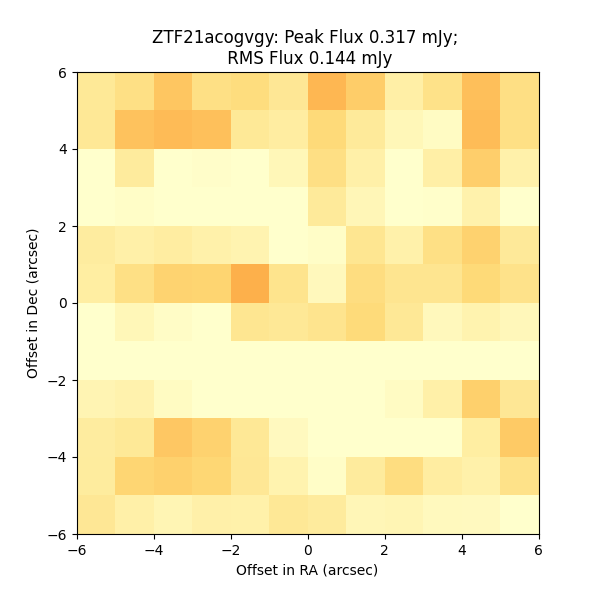 ZTF21acogvgy: Peak Flux 0.317 mJy;
RMS Flux 0.144 mJy
6
4
2
0
−2
−4
−6
Offset in Dec (arcsec)
−6 −4 −2 0 2 4 6
Offset in RA (arcsec)